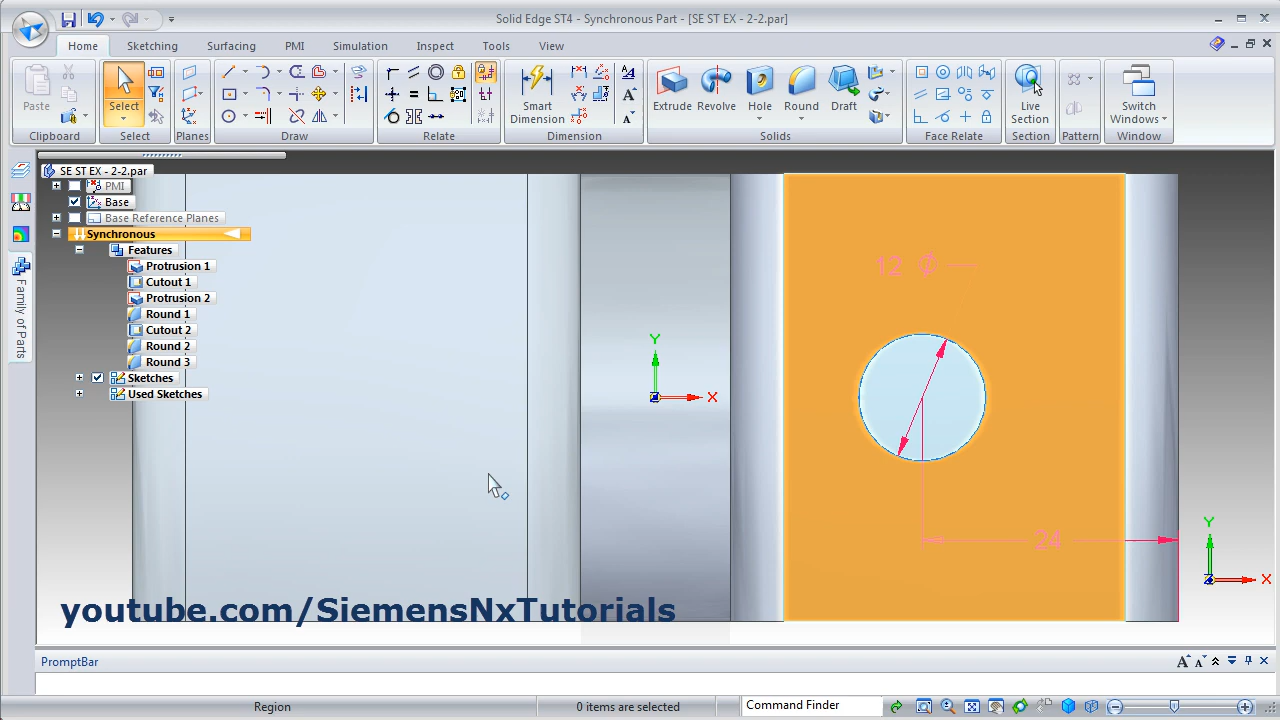 Solid Edge ST4 - Synchronous Part - [SE ST EX - 2-2.par]
Home Sketching Surfacing PMI Simulation Inspect Tools View
Paste Select Smart Dimension Extrude Revolve Hole Round Draft Live Section Switch Windows
Clipboard Select Planes Draw Relate Dimension Solids Face Relate Section Pattern Window
SE ST EX - 2-2.par
PMI
Base
Base Reference Planes
Synchronous
Features
Protrusion 1
Cutout 1
Protrusion 2
Round 1
Cutout 2
Round 2
Round 3
Sketches
Used Sketches
Family of Parts
12
Y
X
24
Y
X
youtube.com/SiemensNxTutorials
PromptBar
Region 0 items are selected Command Finder